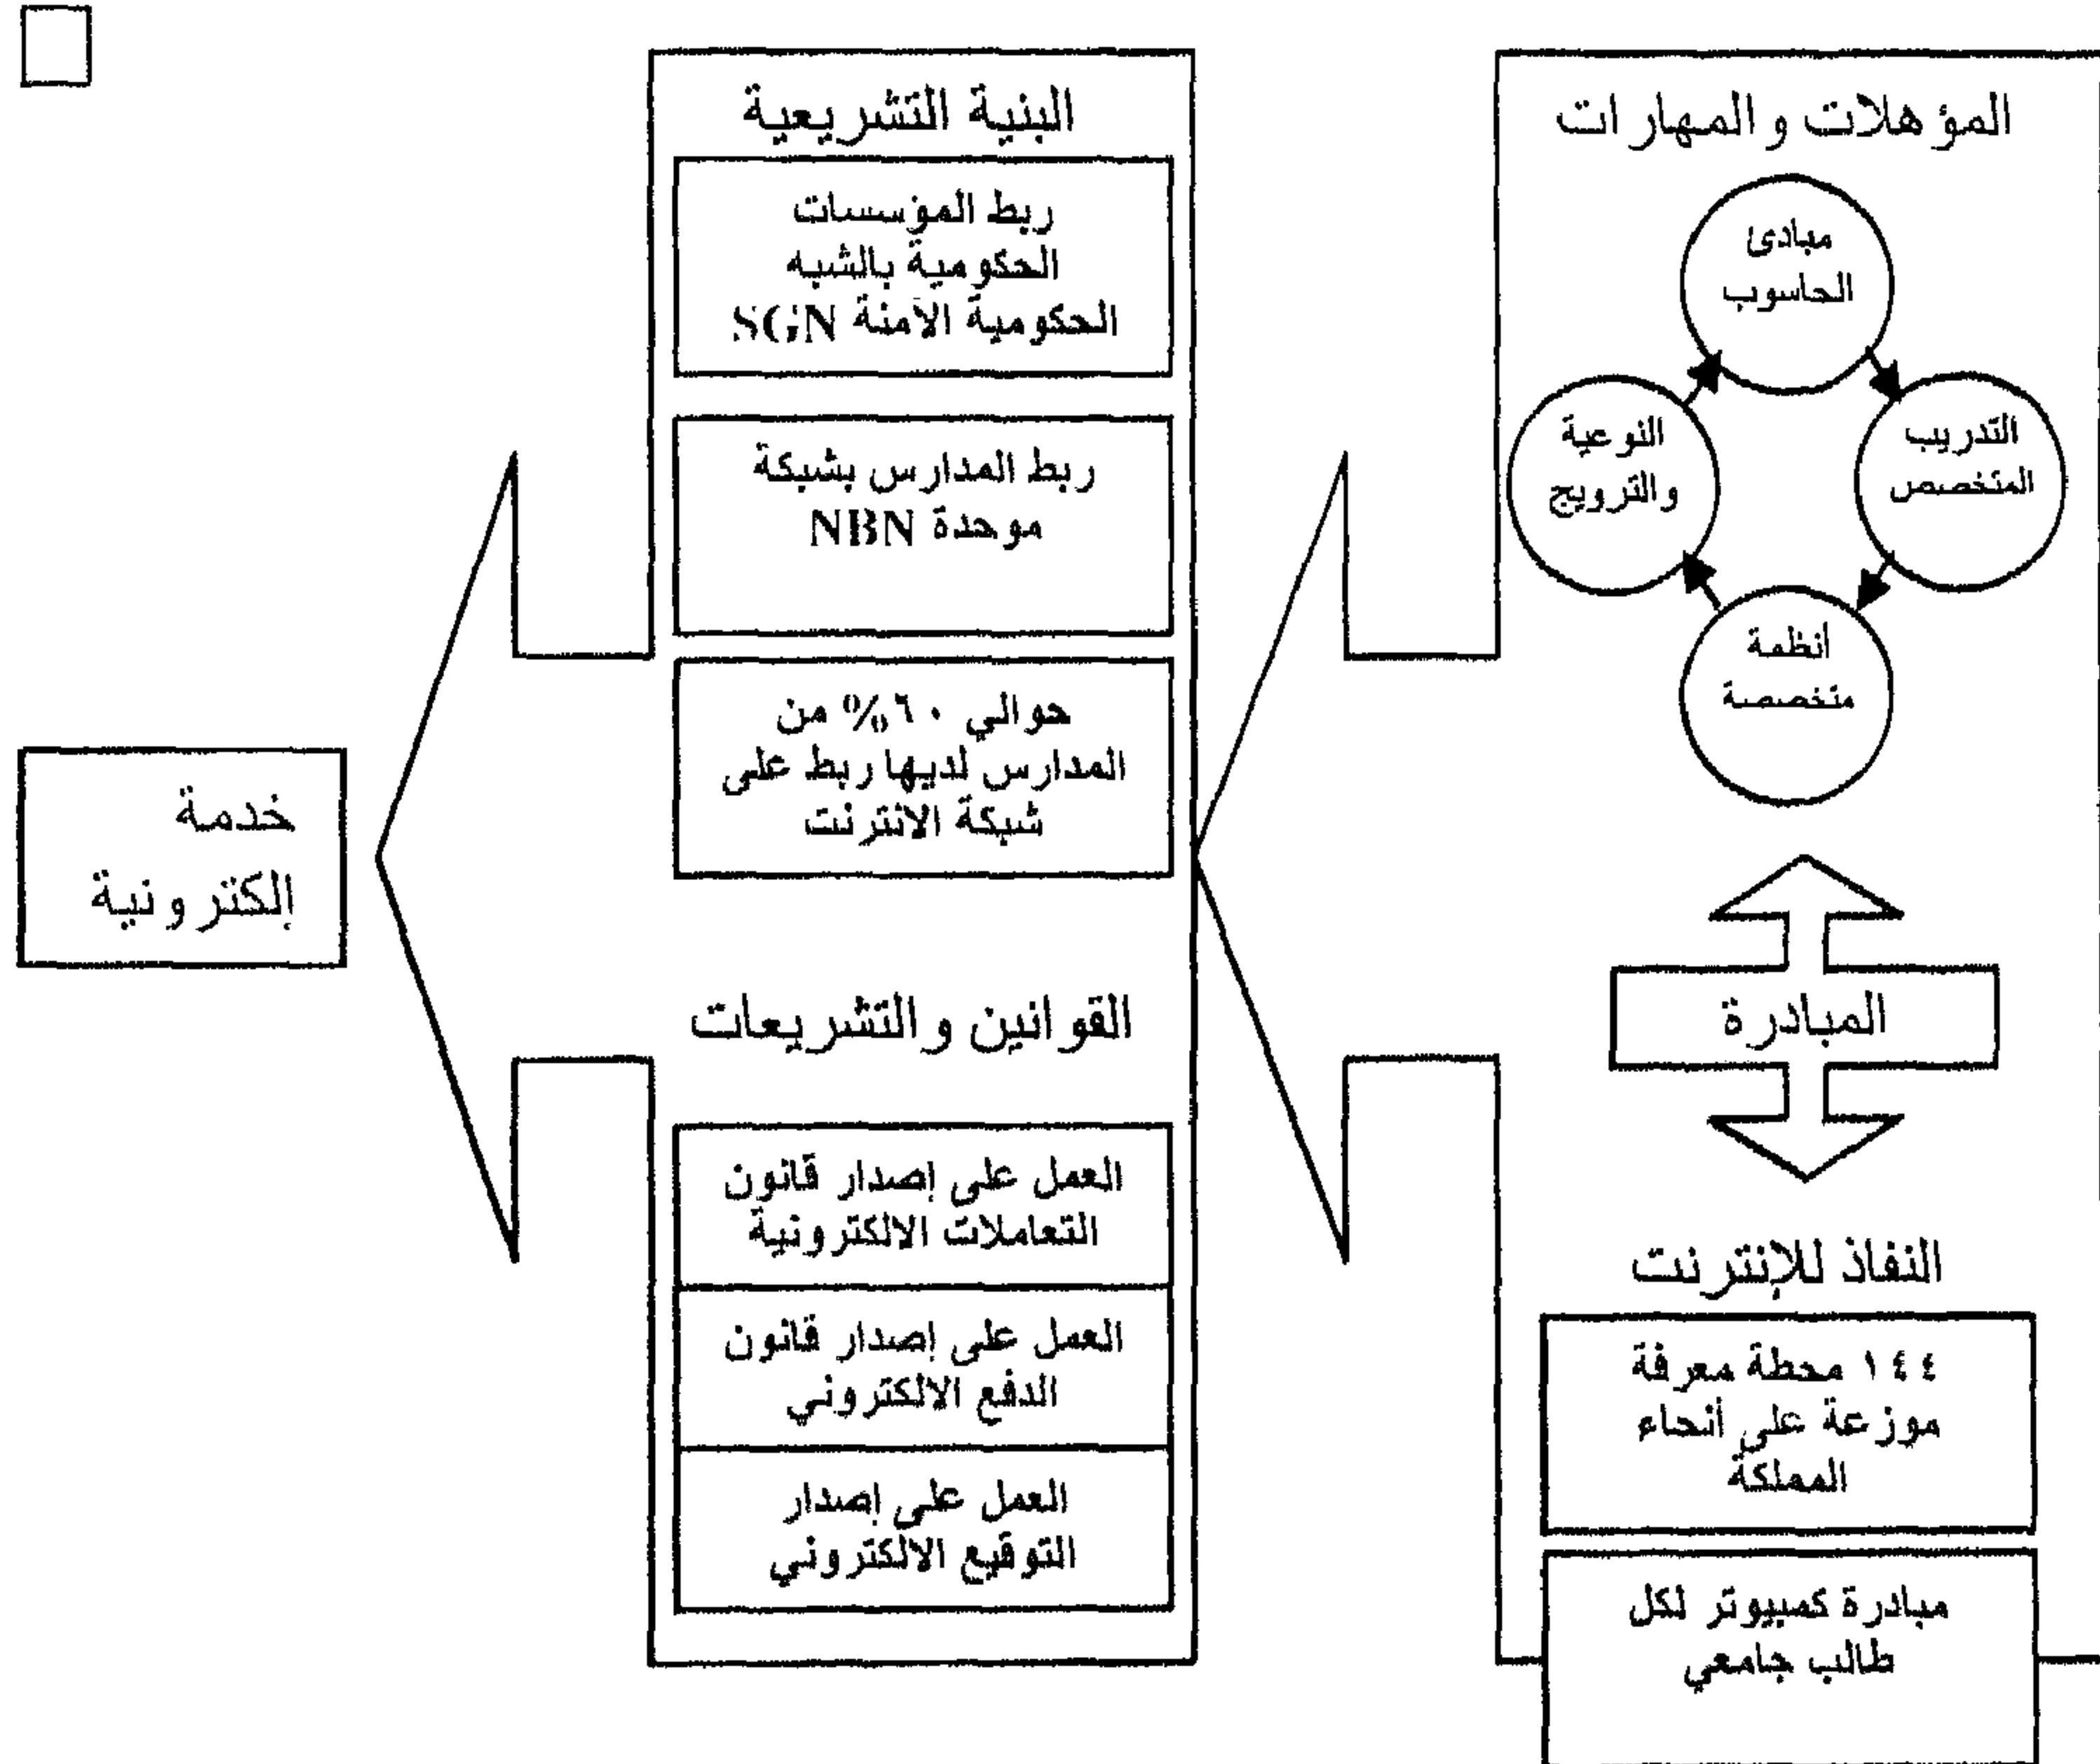 المؤهلات والمهارات
مبادئ
الحاسوب
التدريب
المتخصص
أنظمة
متخصصة
النوعية
والترويج
المبادرة
النفاذ للإنترنت
١٤٤ محطة معرفة
موزعة على أنحاء
المملكة
مبادرة كمبيوتر لكل
طالب جامعي
البنية التشريعية
ربط المؤسسات
الحكومية بالشبه
الحكومية الآمنة SGN
ربط المدارس بشبكة
موحدة NBN
حوالي ٦٠% من
المدارس لديها ربط على
شبكة الانترنت
القوانين والتشريعات
العمل على إصدار قانون
التعاملات الالكترونية
العمل على إصدار قانون
الدفع الالكتروني
العمل على إصدار
التوقيع الالكتروني
خدمة
إلكترونية